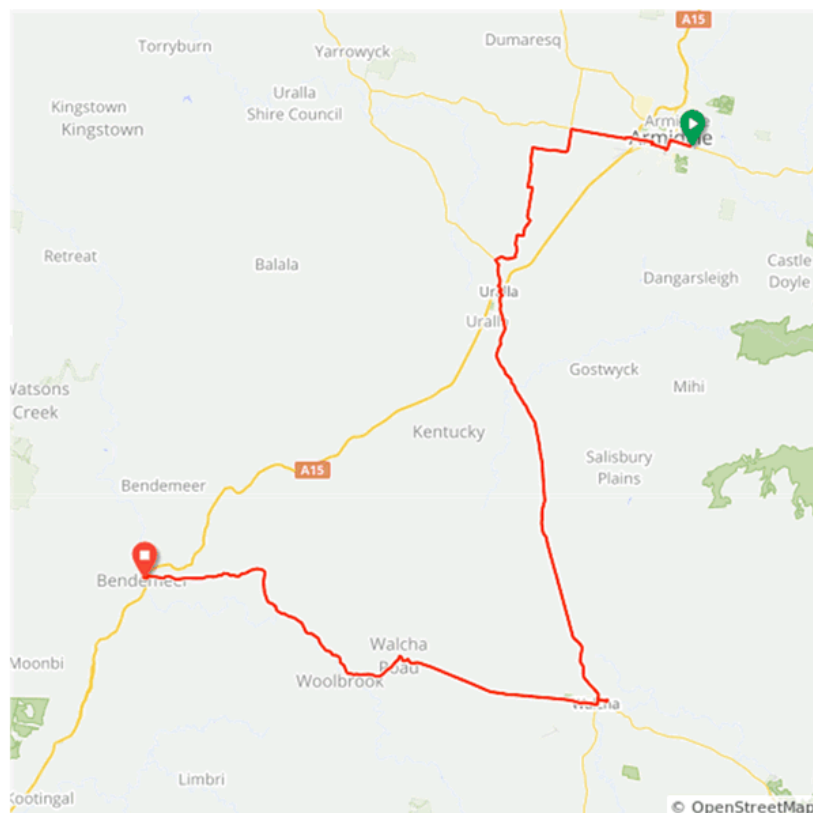 A15
Torryburn
Yarrowyck
Dumaresq
Uralla
Shire Council
Kingstown
Kingstown
Armidale
Armidale
Retreat
Balala
Castle
Doyle
Dangarsleigh
Uralla
Uralla
Gostwyck
Mihi
Watsons
Creek
Kentucky
Salisbury
Plains
A15
Bendemeer
Bendemeer
Walcha
Road
Moonbi
Woolbrook
Walcha
Limbri
Kootingal
© OpenStreetMap